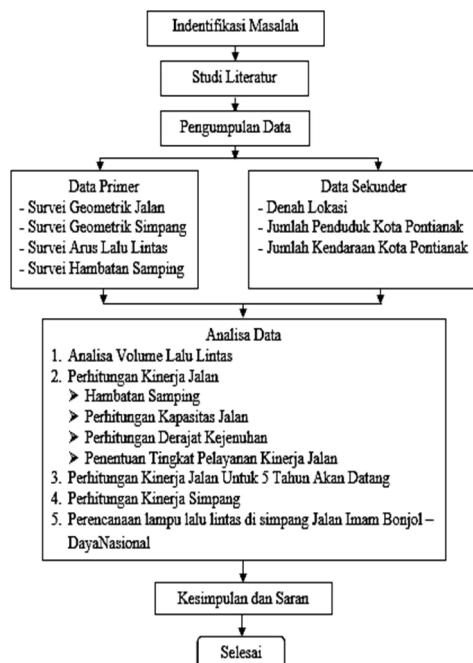 Indentifikasi Masalah
Studi Literatur
Pengumpulan Data
Data Primer
- Survei Geometrik Jalan
- Survei Geometrik Simpang
- Survei Arus Lalu Lintas
- Survei Hambatan Samping
Data Sekunder
- Denah Lokasi
- Jumlah Penduduk Kota Pontianak
- Jumlah Kendaraan Kota Pontianak
Analisa Data
1. Analisa Volume Lalu Lintas
2. Perhitungan Kinerja Jalan
➢ Hambatan Samping
➢ Perhitungan Kapasitas Jalan
➢ Perhitungan Derajat Kejenuhan
➢ Penentuan Tingkat Pelayanan Kinerja Jalan
3. Perhitungan Kinerja Jalan Untuk 5 Tahun Akan Datang
4. Perhitungan Kinerja Simpang
5. Perencanaan lampu lalu lintas di simpang Jalan Imam Bonjol –
DayaNasional
Kesimpulan dan Saran
Selesai